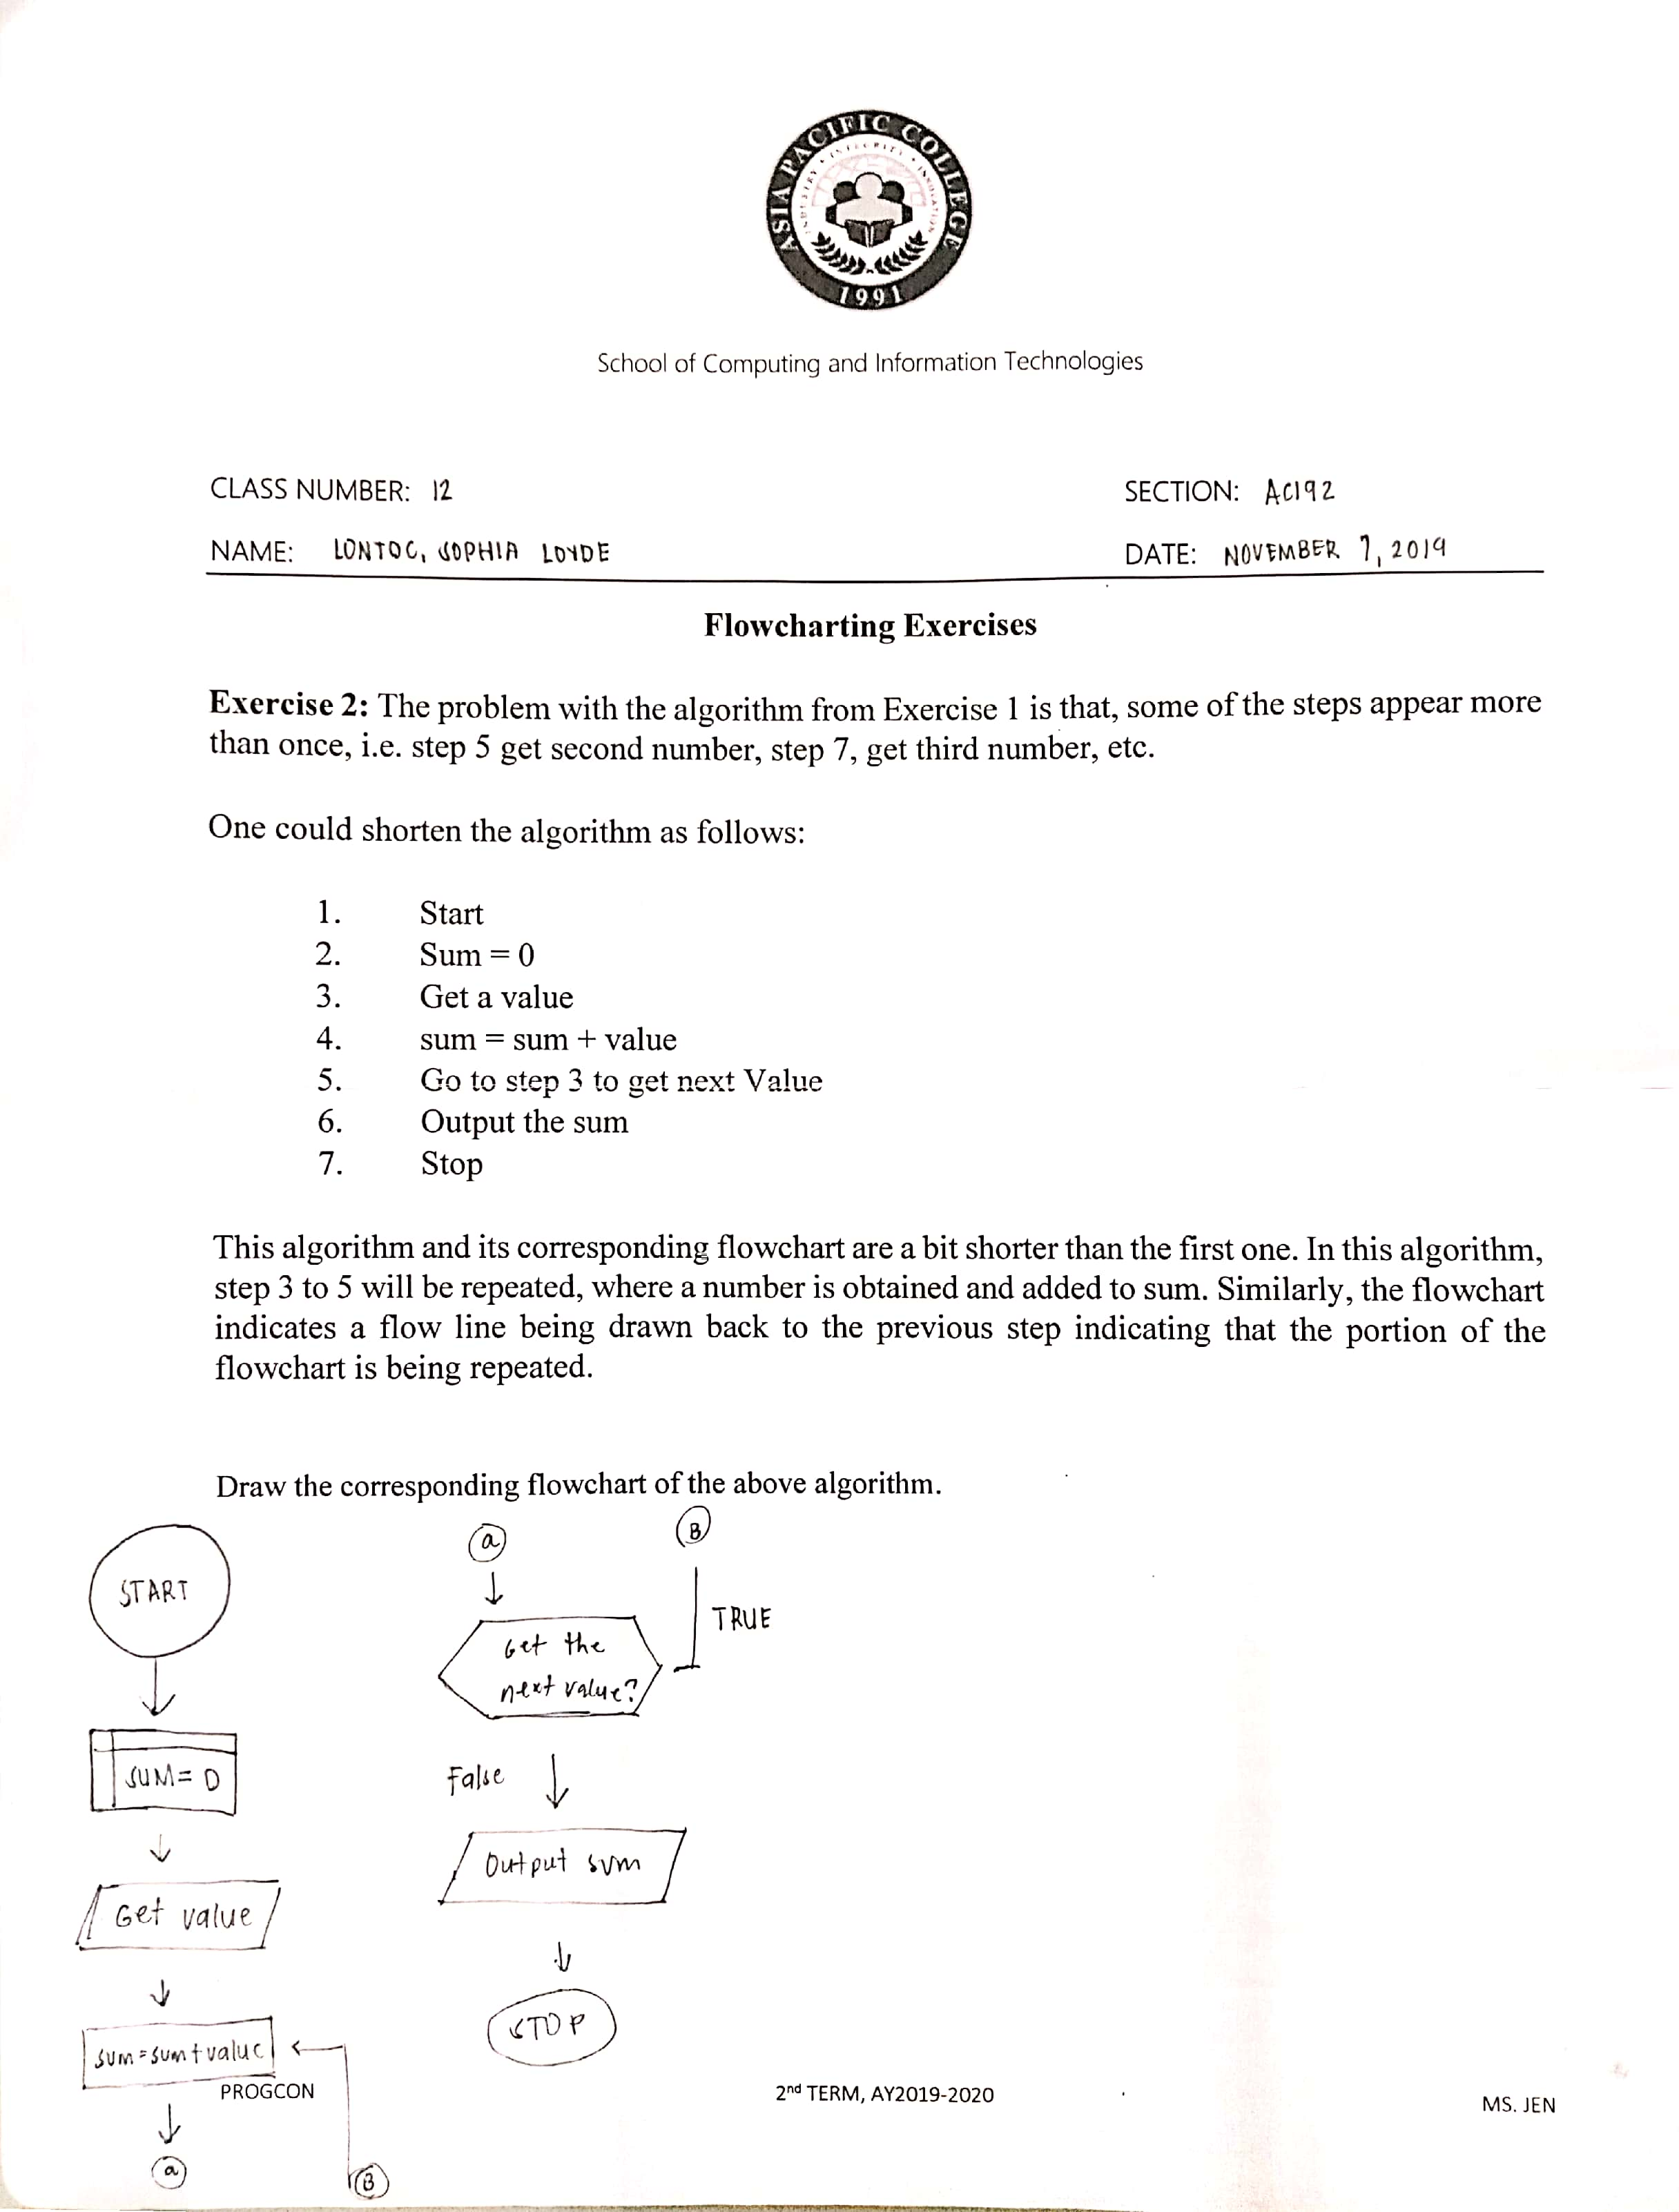 ASIA PACIFIC COLLEGE
INDUSTRY • INTEGRITY • INNOVATION
1991
School of Computing and Information Technologies
CLASS NUMBER: 12
SECTION: AC192
NAME: LONTOC, SOPHIA LOYDE
DATE: NOVEMBER 7, 2019
Flowcharting Exercises
Exercise 2: The problem with the algorithm from Exercise 1 is that, some of the steps appear more
than once, i.e. step 5 get second number, step 7, get third number, etc.
One could shorten the algorithm as follows:
1. Start
2. Sum = 0
3. Get a value
4. sum = sum + value
5. Go to step 3 to get next Value
6. Output the sum
7. Stop
This algorithm and its corresponding flowchart are a bit shorter than the first one. In this algorithm,
step 3 to 5 will be repeated, where a number is obtained and added to sum. Similarly, the flowchart
indicates a flow line being drawn back to the previous step indicating that the portion of the
flowchart is being repeated.
Draw the corresponding flowchart of the above algorithm.
START
SUM = 0
Get value
sum = sum + value
a
B
a
Get the
next value?
B
TRUE
False
Output sum
STOP
PROGCON
2nd TERM, AY2019-2020
MS. JEN